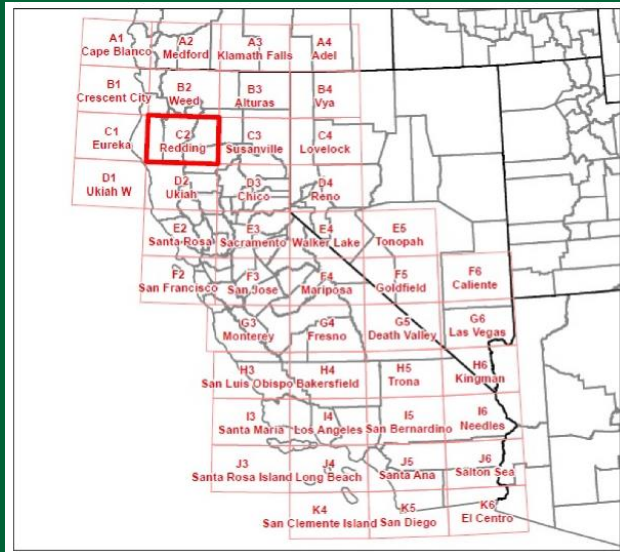 A1 A2 A3 A4
Cape Blanco Medford Klamath Falls Adel
B1 B2 B3 B4
Crescent City Weed Alturas Vya
C1 C2 C3 C4
Eureka Redding Susanville Lovelock
D1 D2 D3 D4
Ukiah W Ukiah Chico Reno
E2 E3 E4 E5
Santa Rosa Sacramento Walker Lake Tonopah
F2 F3 F4 F5 F6
San Francisco San Jose Mariposa Goldfield Caliente
G3 G4 G5 G6
Monterey Fresno Death Valley Las Vegas
H3 H4 H5 H6
San Luis Obispo Bakersfield Trona Kingman
I3 I4 I5 I6
Santa Maria Los Angeles San Bernardino Needles
J3 J4 J5 J6
Santa Rosa Island Long Beach Santa Ana Salton Sea
K4 K5 K6
San Clemente Island San Diego El Centro